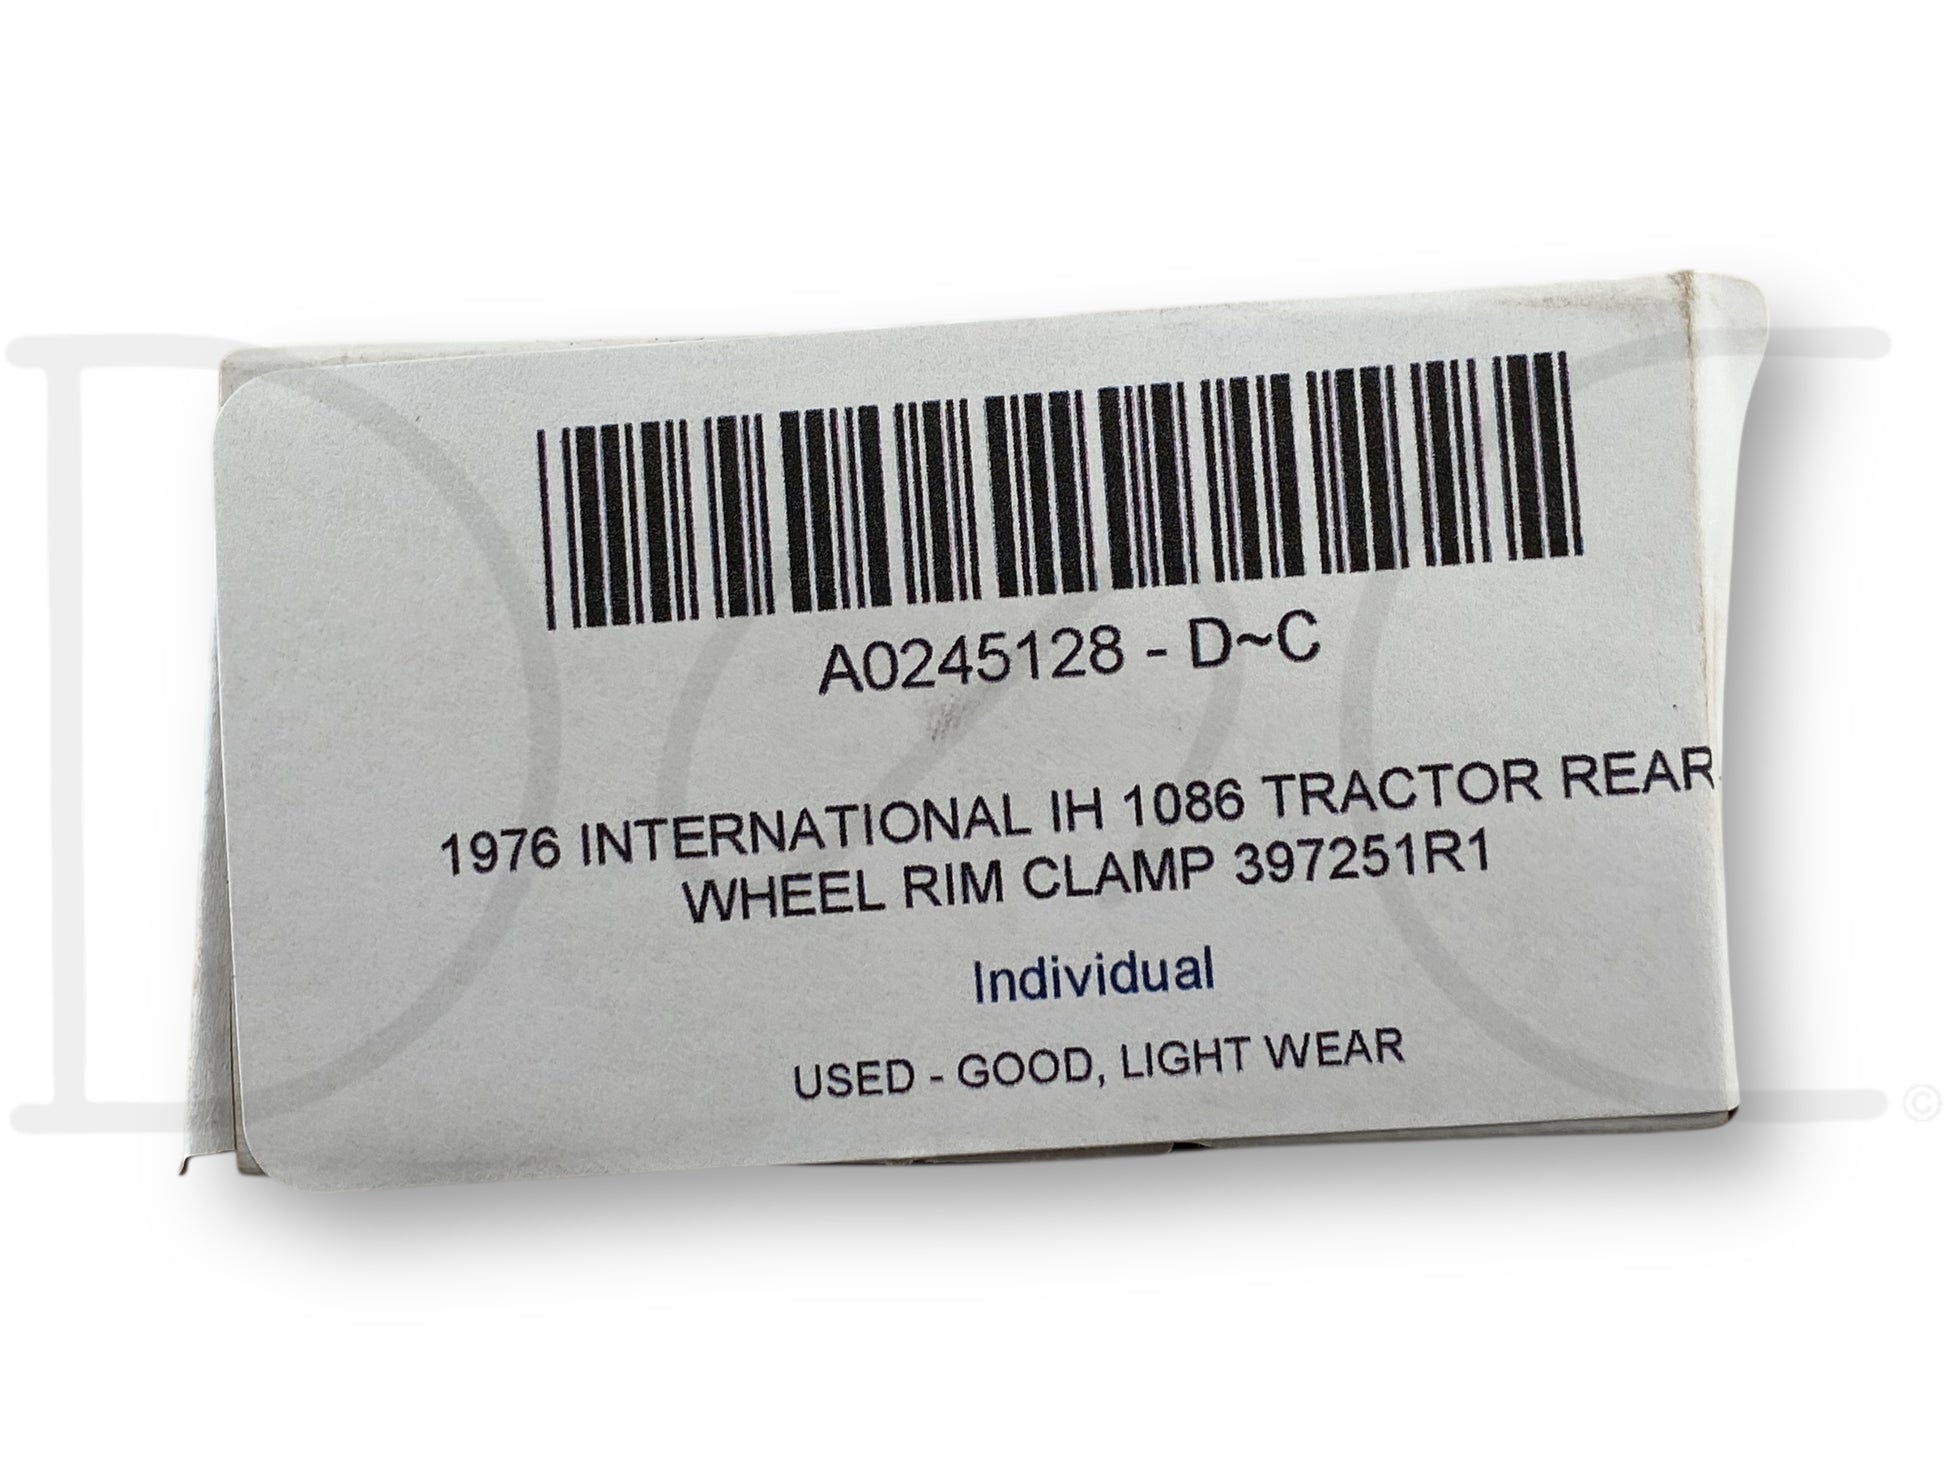 A0245128 - D~C
1976 INTERNATIONAL IH 1086 TRACTOR REAR
WHEEL RIM CLAMP 397251R1
Individual
USED - GOOD, LIGHT WEAR
©